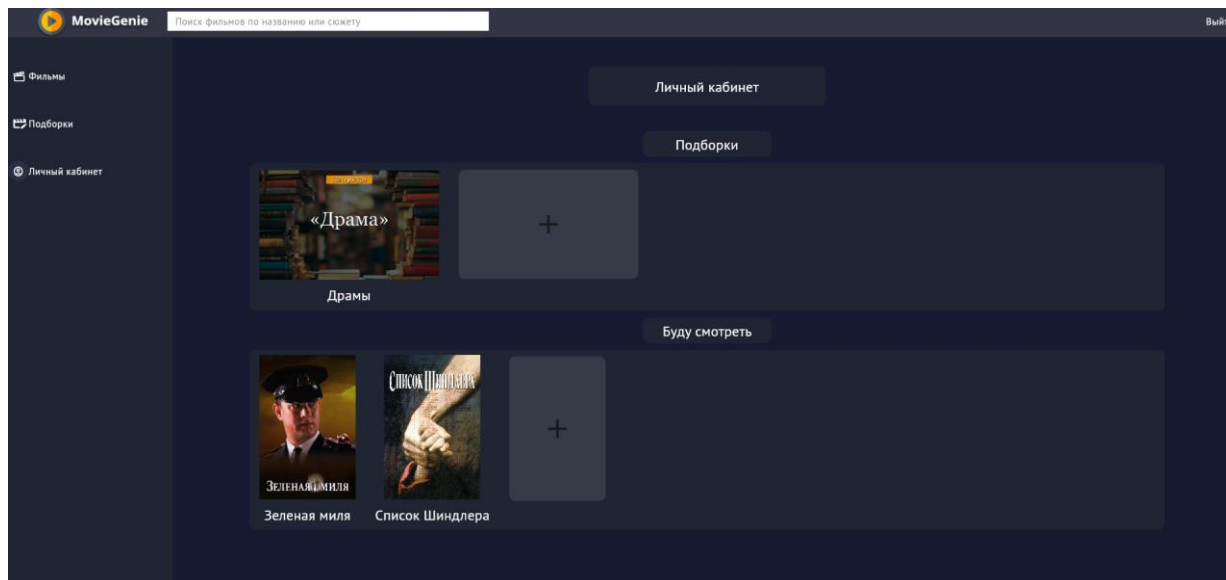 MovieGenie
Поиск фильмов по названию или сюжету
Вый
Фильмы
Подборки
Личный кабинет
Личный кабинет
Подборки
«Драма»
Драмы
Буду смотреть
ЗЕЛЕНАЯ МИЛЯ
СПИСОК ШИНДЛЕРА
Зеленая миля
Список Шиндлера